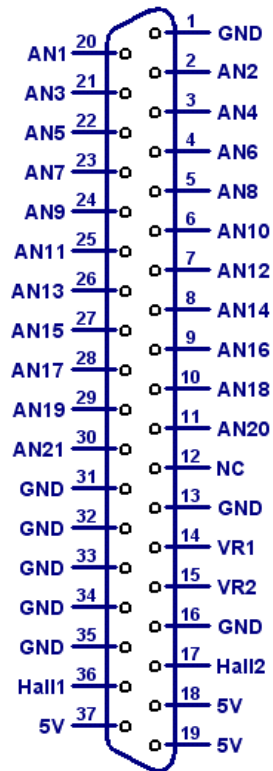 1 GND
20 AN1
2 AN2
21 AN3
3 AN4
22 AN5
4 AN6
23 AN7
5 AN8
24 AN9
6 AN10
25 AN11
7 AN12
26 AN13
8 AN14
27 AN15
9 AN16
28 AN17
10 AN18
29 AN19
11 AN20
30 AN21
12 NC
31 GND
13 GND
32 GND
14 VR1
33 GND
15 VR2
34 GND
16 GND
35 GND
17 Hall2
36 Hall1
18 5V
37 5V
19 5V